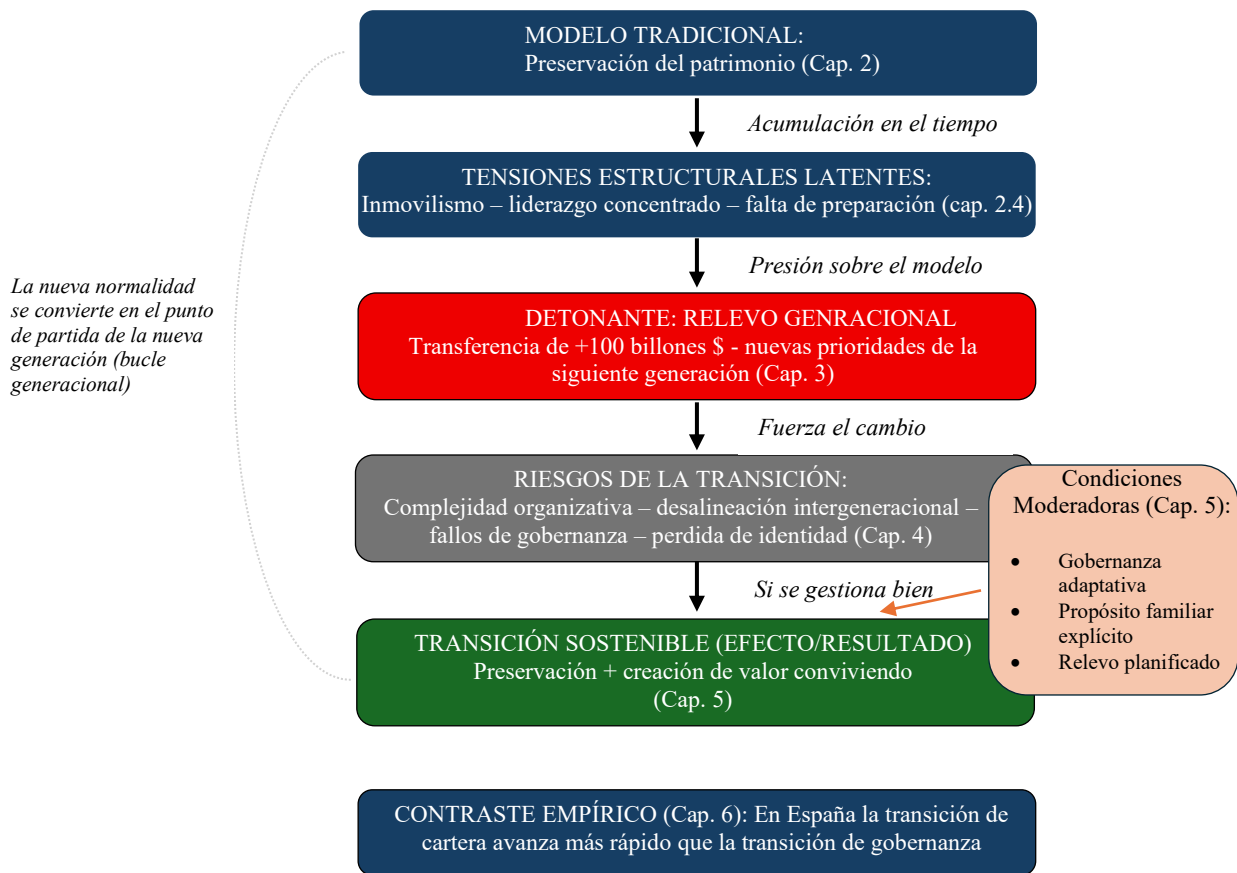 MODELO TRADICIONAL:
Preservación del patrimonio (Cap. 2)
Acumulación en el tiempo
TENSIONES ESTRUCTURALES LATENTES:
Inmovilismo – liderazgo concentrado – falta de preparación (cap. 2.4)
Presión sobre el modelo
La nueva normalidad
se convierte en el punto
de partida de la nueva
generación (bucle
generacional)
DETONANTE: RELEVO GENRACIONAL
Transferencia de +100 billones $ - nuevas prioridades de la
siguiente generación (Cap. 3)
Fuerza el cambio
RIESGOS DE LA TRANSICIÓN:
Complejidad organizativa – desalineación intergeneracional –
fallos de gobernanza – perdida de identidad (Cap. 4)
Condiciones
Moderadoras (Cap. 5):
• Gobernanza
adaptativa
• Propósito familiar
explícito
• Relevo planificado
Si se gestiona bien
TRANSICIÓN SOSTENIBLE (EFECTO/RESULTADO)
Preservación + creación de valor conviviendo
(Cap. 5)
CONTRASTE EMPÍRICO (Cap. 6): En España la transición de
cartera avanza más rápido que la transición de gobernanza